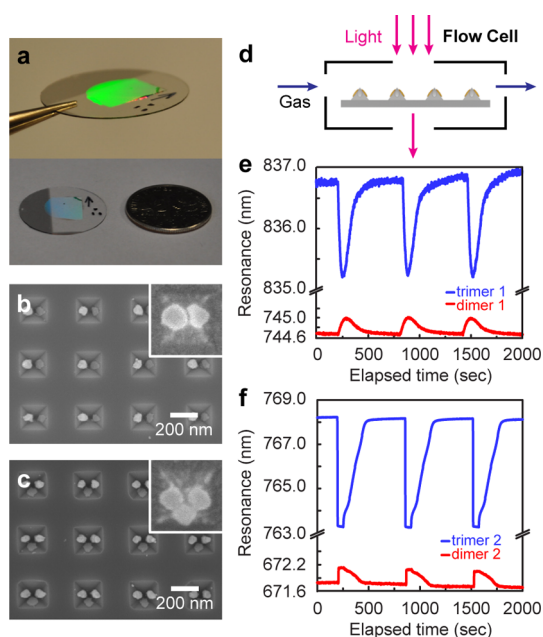 a
b
200 nm
c
200 nm
d
Light
Flow Cell
Gas
e
837.0
836.0
835.0
745.0
744.6
Resonance (nm)
trimer 1
dimer 1
0 500 1000 1500 2000
Elapsed time (sec)
f
769.0
767.0
765.0
763.0
672.2
671.6
Resonance (nm)
trimer 2
dimer 2
0 500 1000 1500 2000
Elapsed time (sec)